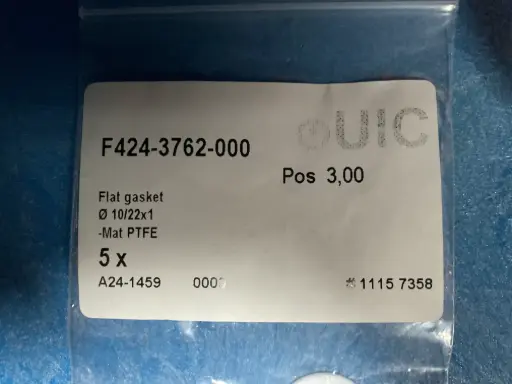 UIC
F424-3762-000
Pos 3,00
Flat gasket
Ø 10/22x1
-Mat PTFE
5 x
A24-1459
# 1115 7358